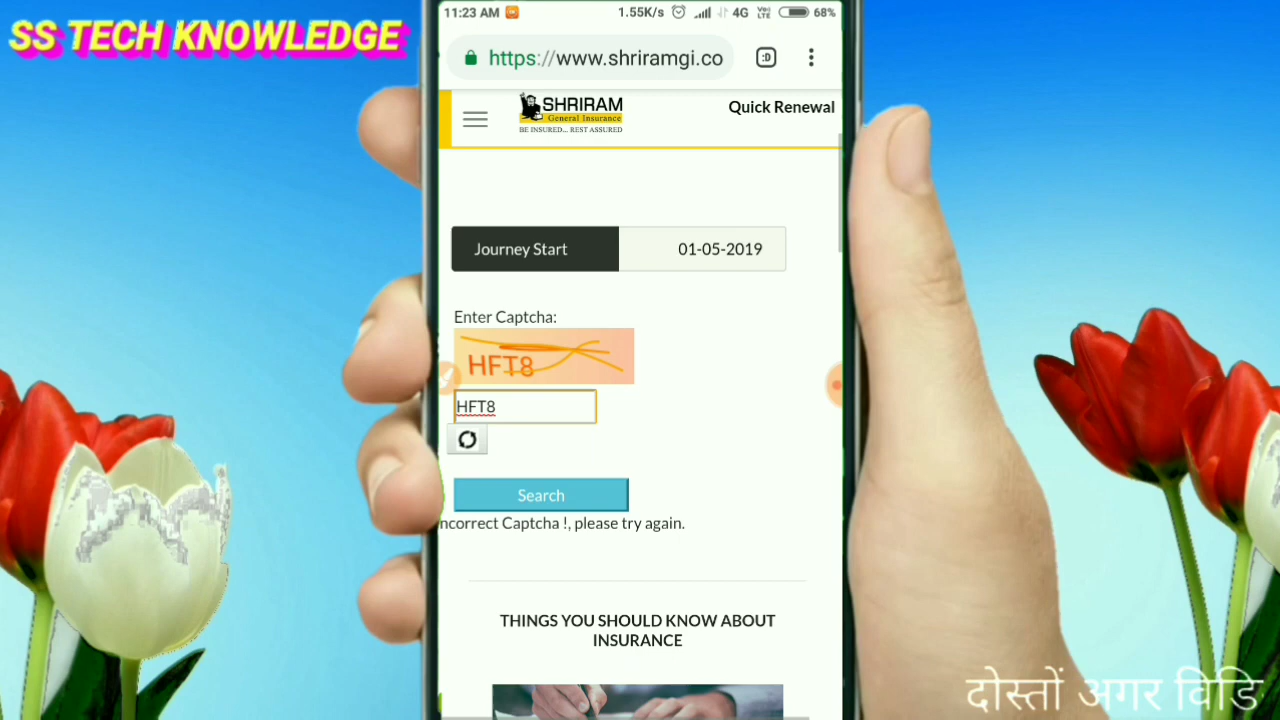 SS TECH KNOWLEDGE
11:23 AM 1.55K/s 4G VoLTE 68%
https://www.shriramgi.co :D
SHRIRAM
General Insurance
BE INSURED... REST ASSURED
Quick Renewal
Journey Start 01-05-2019
Enter Captcha:
HFT8
HFT8
Search
ncorrect Captcha !, please try again.
THINGS YOU SHOULD KNOW ABOUT
INSURANCE
दोस्तों अगर विडि